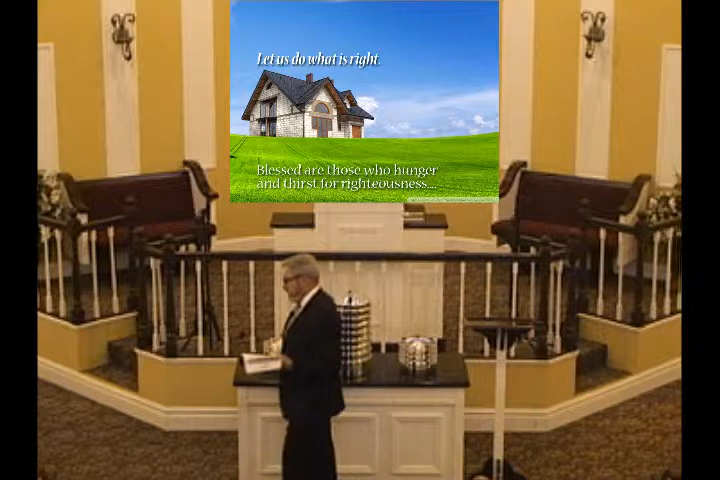 Let us do what is right.
Blessed are those who hunger
and thirst for righteousness....